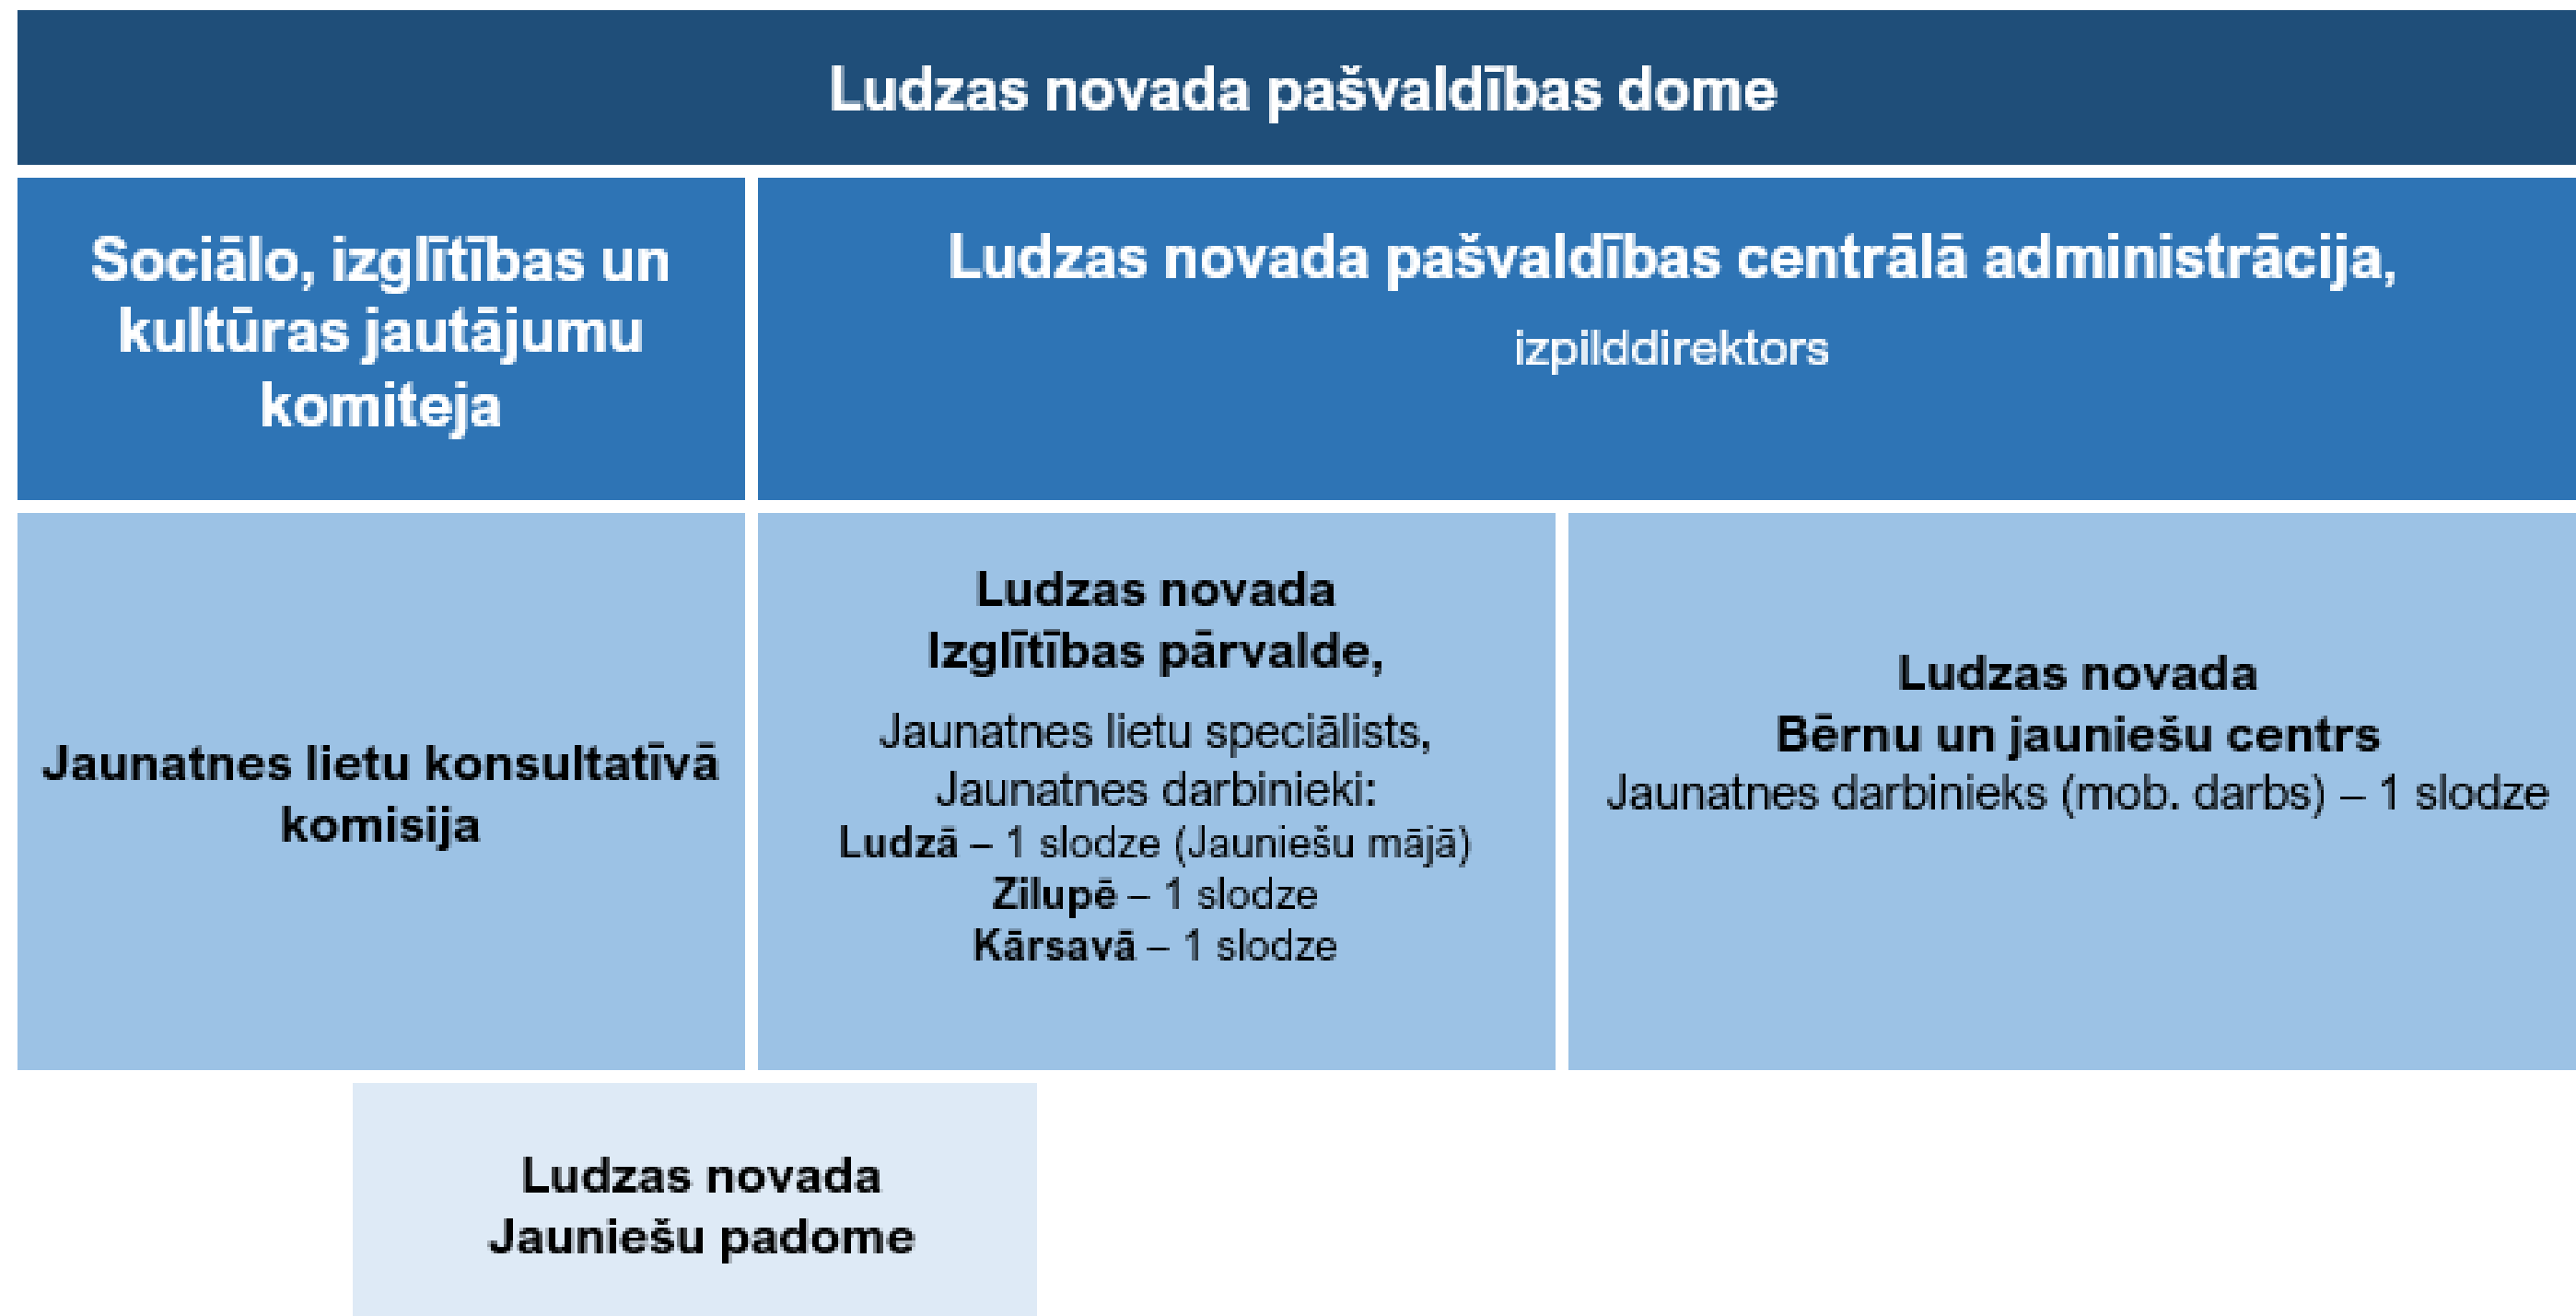 Ludzas novada pašvaldības dome
Sociālo, izglītības un
kultūras jautājumu
komiteja
Ludzas novada pašvaldības centrālā administrācija,
izpilddirektors
Jaunatnes lietu konsultatīvā
komisija
Ludzas novada
Izglītības pārvalde,
Jaunatnes lietu speciālists,
Jaunatnes darbinieki:
Ludzā – 1 slodze (Jauniešu mājā)
Zilupē – 1 slodze
Kārsavā – 1 slodze
Ludzas novada
Bērnu un jauniešu centrs
Jaunatnes darbinieks (mob. darbs) – 1 slodze
Ludzas novada
Jauniešu padome